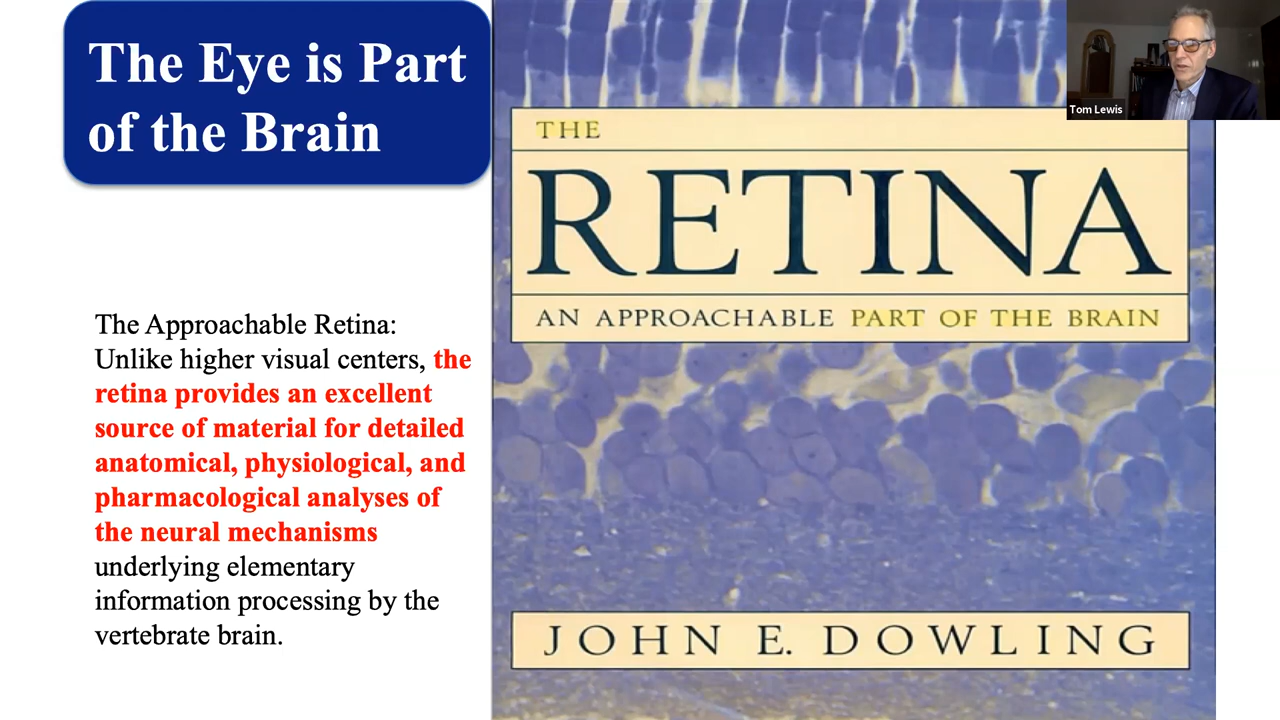 The Eye is Part
of the Brain
The Approachable Retina:
Unlike higher visual centers, the
retina provides an excellent
source of material for detailed
anatomical, physiological, and
pharmacological analyses of
the neural mechanisms
underlying elementary
information processing by the
vertebrate brain.
THE
RETINA
AN APPROACHABLE PART OF THE BRAIN
JOHN E. DOWLING
Tom Lewis